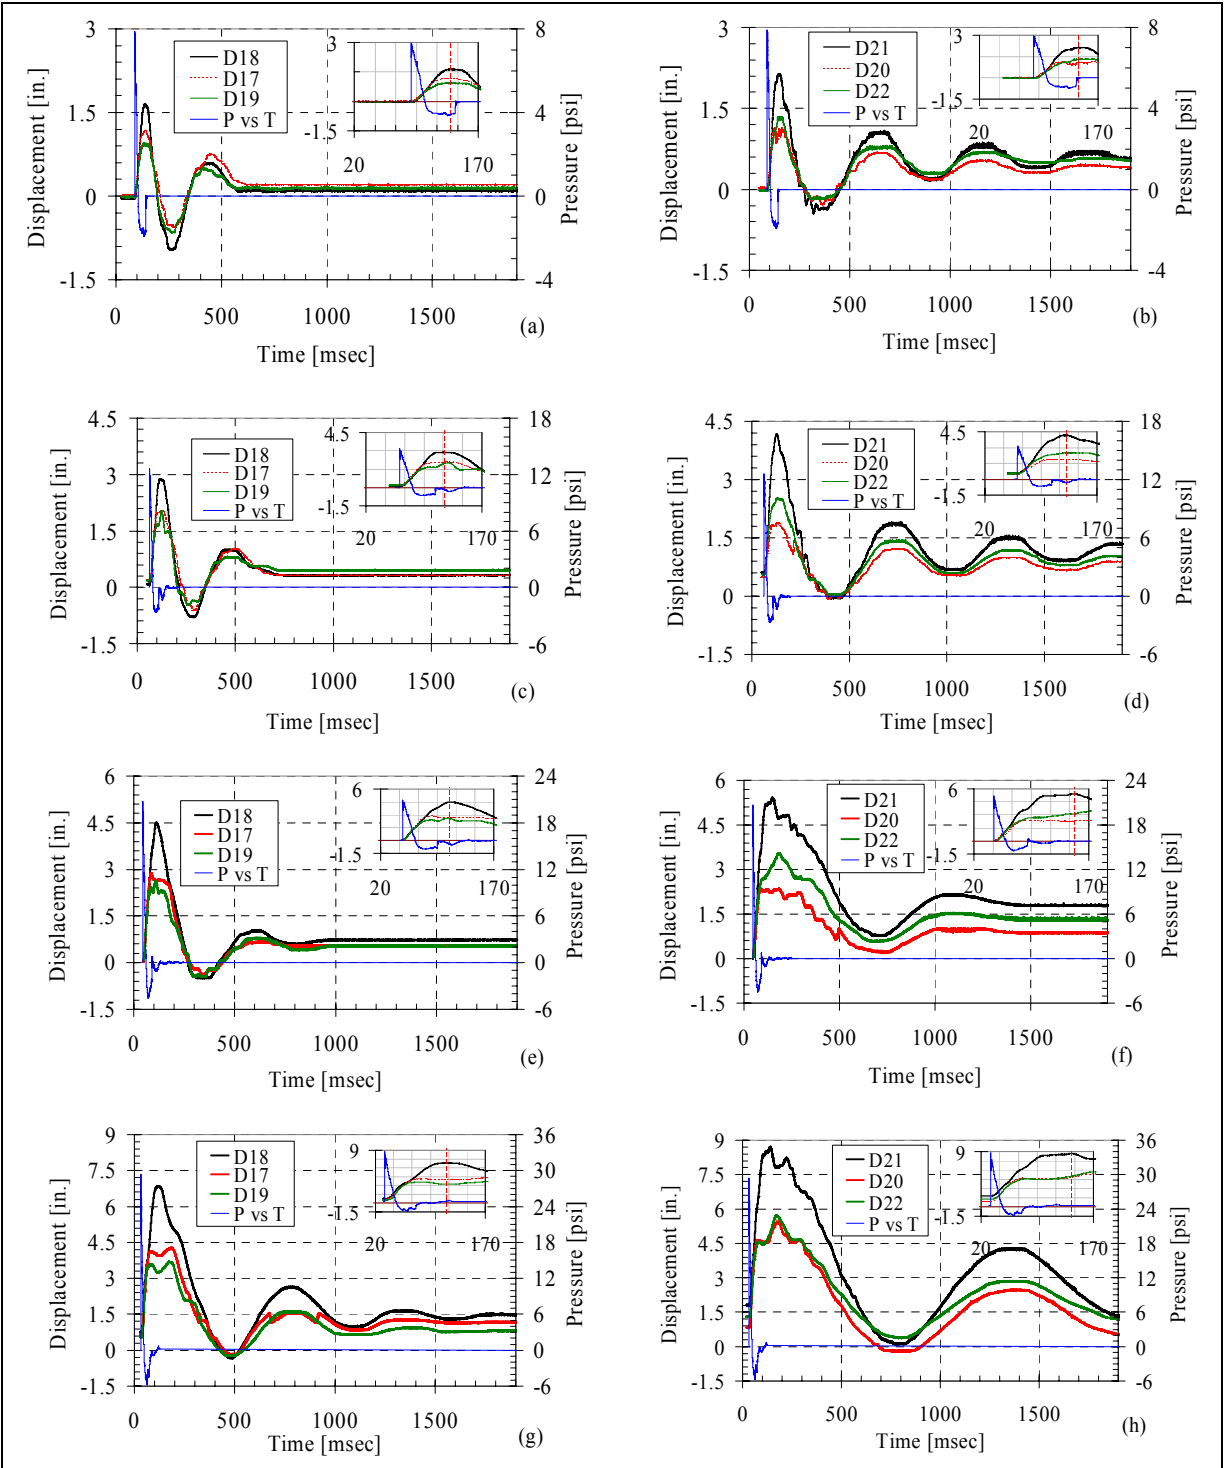 3
1.5
0
-1.5
Displacement [in.]
D18
D17
D19
P vs T
3
-1.5
20
170
8
4
0
-4
Pressure [psi]
0
500
1000
1500
Time [msec]
(a)
3
1.5
0
-1.5
Displacement [in.]
D21
D20
D22
P vs T
3
-1.5
20
170
8
4
0
-4
Pressure [psi]
0
500
1000
1500
Time [msec]
(b)
4.5
3
1.5
0
-1.5
Displacement [in.]
D18
D17
D19
P vs T
4.5
-1.5
20
170
18
12
6
0
-6
Pressure [psi]
0
500
1000
1500
Time [msec]
(c)
4.5
3
1.5
0
-1.5
Displacement [in.]
D21
D20
D22
P vs T
4.5
-1.5
20
170
18
12
6
0
-6
Pressure [psi]
0
500
1000
1500
Time [msec]
(d)
6
4.5
3
1.5
0
-1.5
Displacement [in.]
D18
D17
D19
P vs T
6
-1.5
20
170
24
18
12
6
0
-6
Pressure [psi]
0
500
1000
1500
Time [msec]
(e)
6
4.5
3
1.5
0
-1.5
Displacement [in.]
D21
D20
D22
P vs T
6
-1.5
20
170
24
18
12
6
0
-6
Pressure [psi]
0
500
1000
1500
Time [msec]
(f)
9
7.5
6
4.5
3
1.5
0
-1.5
Displacement [in.]
D18
D17
D19
P vs T
9
-1.5
20
170
36
30
24
18
12
6
0
-6
Pressure [psi]
0
500
1000
1500
Time [msec]
(g)
9
7.5
6
4.5
3
1.5
0
-1.5
Displacement [in.]
D21
D20
D22
P vs T
9
-1.5
20
170
36
30
24
18
12
6
0
-6
Pressure [psi]
0
500
1000
1500
Time [msec]
(h)